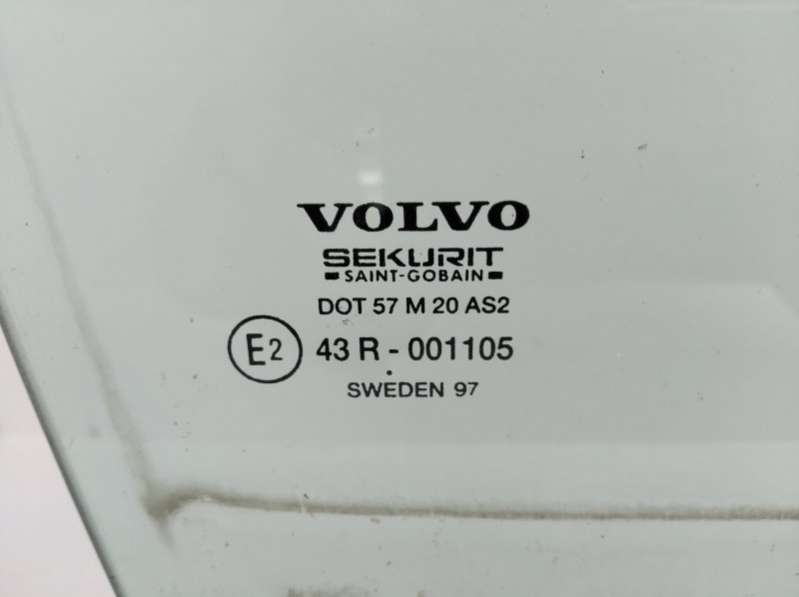 VOLVO
SEKURIT
SAINT-GOBAIN
DOT 57 M 20 AS2
E2 43 R - 001105
SWEDEN 97